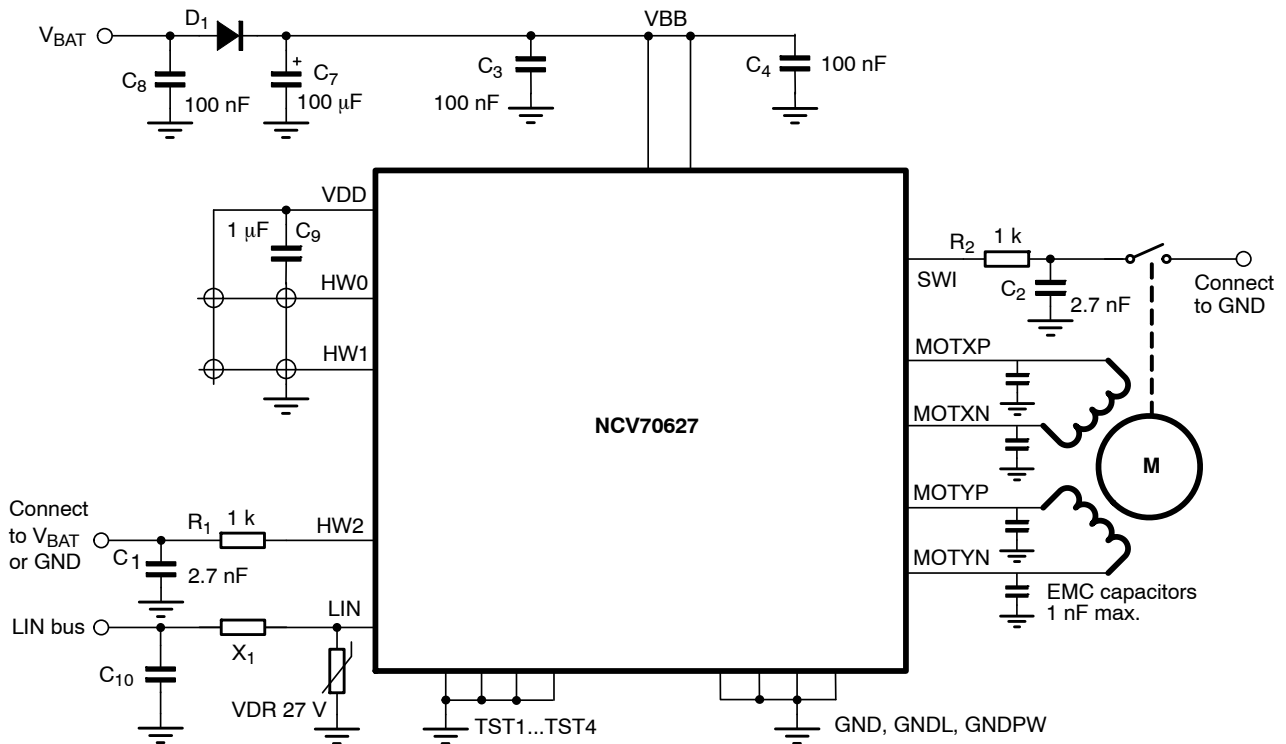 V_BAT
D1
VBB
C8
100 nF
+
C7
100 μF
C3
100 nF
C4
100 nF
VDD
1 μF
C9
HW0
HW1
NCV70627
R2
1 k
SWI
C2
2.7 nF
Connect
to GND
MOTXP
MOTXN
M
MOTYP
MOTYN
EMC capacitors
1 nF max.
Connect
to VBAT
or GND
R1
1 k
HW2
C1
2.7 nF
LIN bus
X1
LIN
C10
VDR 27 V
TST1...TST4
GND, GNDL, GNDPW